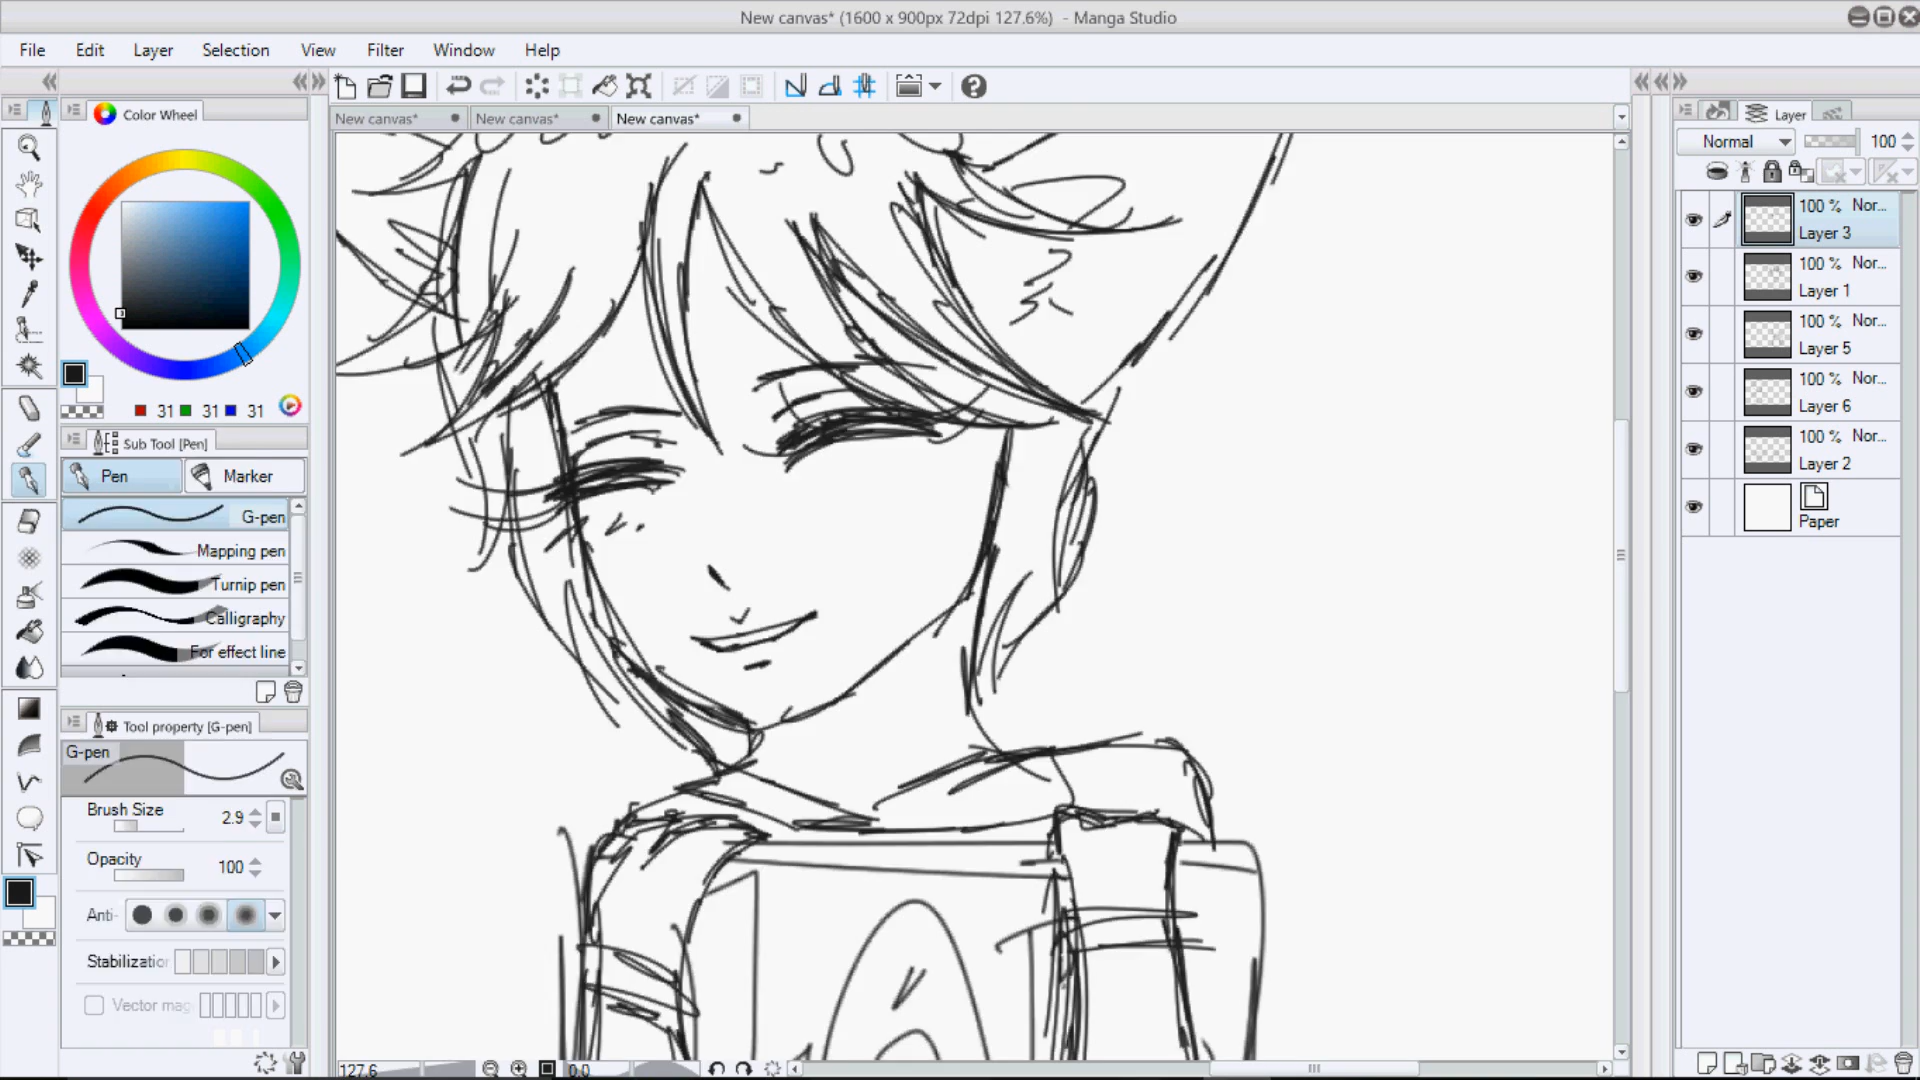 New canvas* (1600 x 900px 72dpi 127.6%)  - Manga Studio
File Edit Layer Selection View Filter Window Help
Color Wheel
New canvas* New canvas* New canvas*
Layer
Normal 100
100 % Nor...
Layer 3
100 % Nor...
Layer 1
100 % Nor...
Layer 5
100 % Nor...
Layer 6
100 % Nor...
Layer 2
Paper
31 31 31
Sub Tool [Pen]
Pen Marker
G-pen
Mapping pen
Turnip pen
Calligraphy
For effect line
Tool property [G-pen]
G-pen
Brush Size 2.9
Opacity 100
Anti-
Stabilization
Vector mag
127.6 0.0